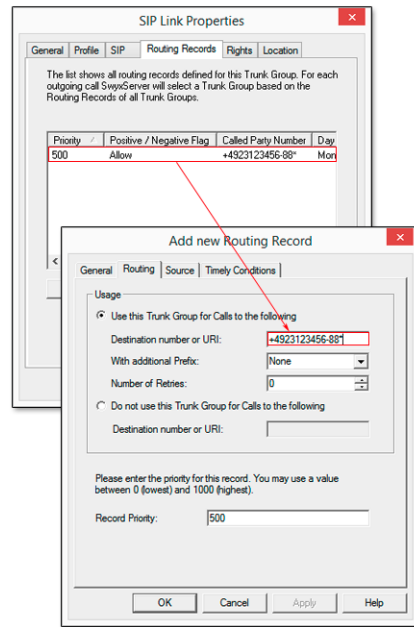 SIP Link Properties
General Profile SIP Routing Records Rights Location
The list shows all routing records defined for this Trunk Group. For each
outgoing call SwyxServer will select a Trunk Group based on the
Routing Records of all Trunk Groups.
Priority Positive / Negative Flag Called Party Number Day
500 Allow +4923123456-88* Mon
Add new Routing Record
General Routing Source Timely Conditions
Usage
Use this Trunk Group for Calls to the following
Destination number or URI: +4923123456-88*
With additional Prefix: None
Number of Retries: 0
Do not use this Trunk Group for Calls to the following
Destination number or URI:
Please enter the priority for this record. You may use a value
between 0 (lowest) and 1000 (highest).
Record Priority: 500
OK Cancel Apply Help